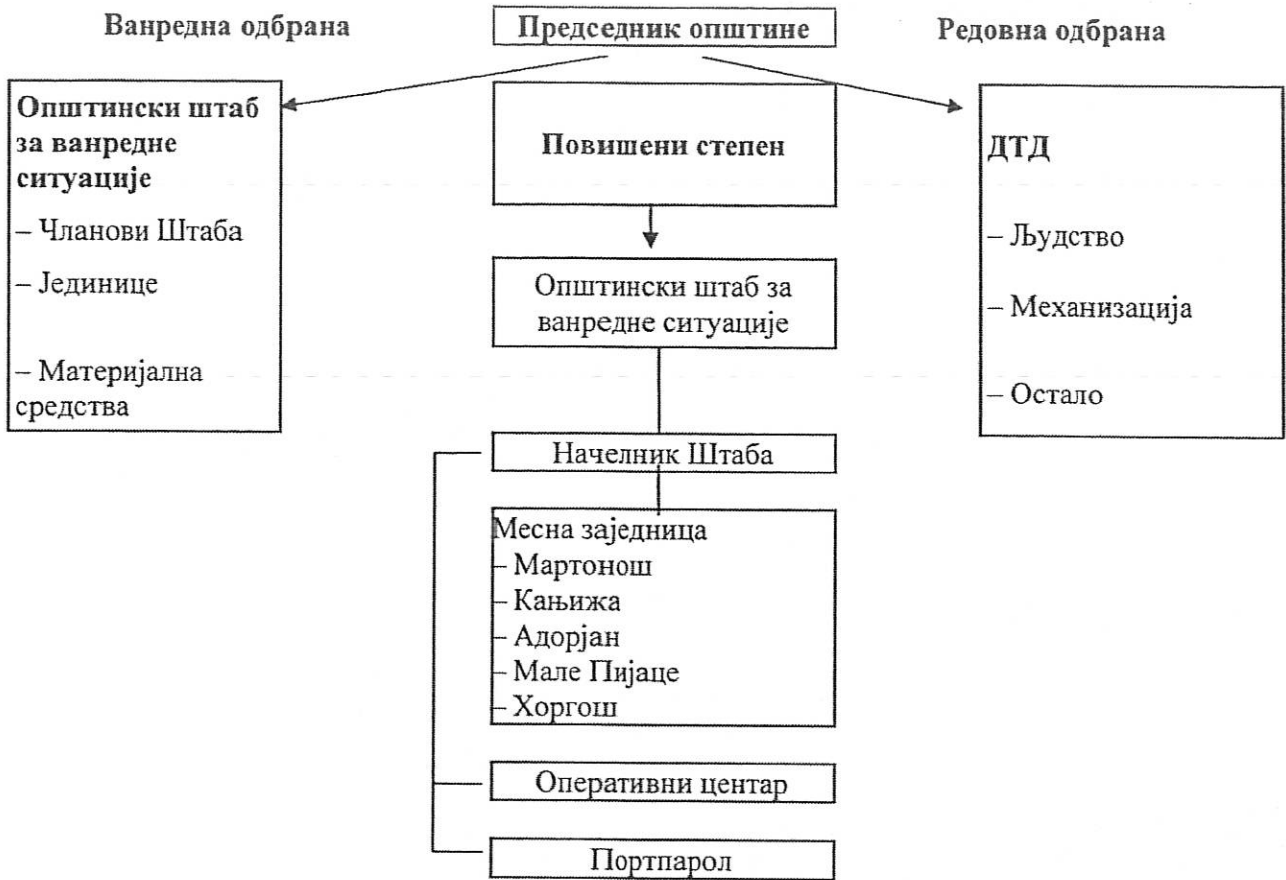 Ванредна одбрана
Председник општине
Редовна одбрана
Општински штаб
за ванредне
ситуације
– Чланови Штаба
– Јединице
– Материјална
средства
Повишени степен
ДТД
– Људство
– Механизација
– Остало
Општински штаб за
ванредне ситуације
Начелник Штаба
Месна заједница
– Мартонош
– Кањижа
– Адорјан
– Мале Пијаце
– Хоргош
Оперативни центар
Портпарол